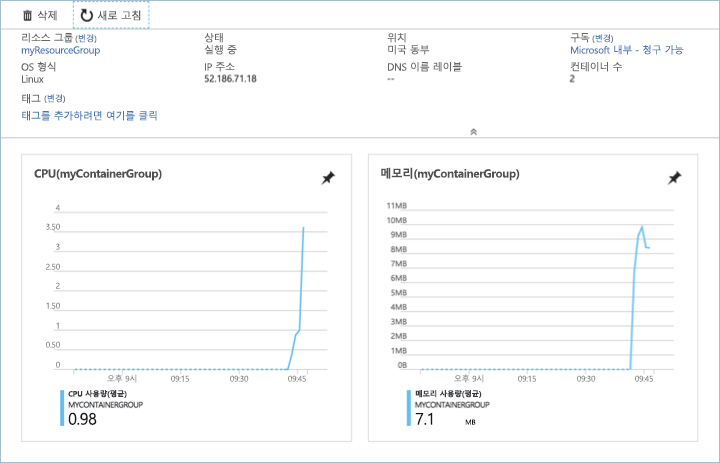 삭제 새로 고침
리소스 그룹 (변경) 상태 위치 구독 (변경)
myResourceGroup 실행 중 미국 동부 Microsoft 내부 - 청구 가능
OS 형식 IP 주소 DNS 이름 레이블 컨테이너 수
Linux 52.186.71.18 -- 2
태그 (변경)
태그를 추가하려면 여기를 클릭
CPU(myContainerGroup)
4
3.50
3
2.50
2
1.50
1
0.50
0
오후 9시 09:15 09:30 09:45
CPU 사용량(평균)
MYCONTAINERGROUP
0.98
메모리(myContainerGroup)
11MB
10MB
9MB
8MB
7MB
6MB
5MB
4MB
3MB
2MB
1MB
0B
오후 9시 09:15 09:30 09:45
메모리 사용량(평균)
MYCONTAINERGROUP
7.1 MB